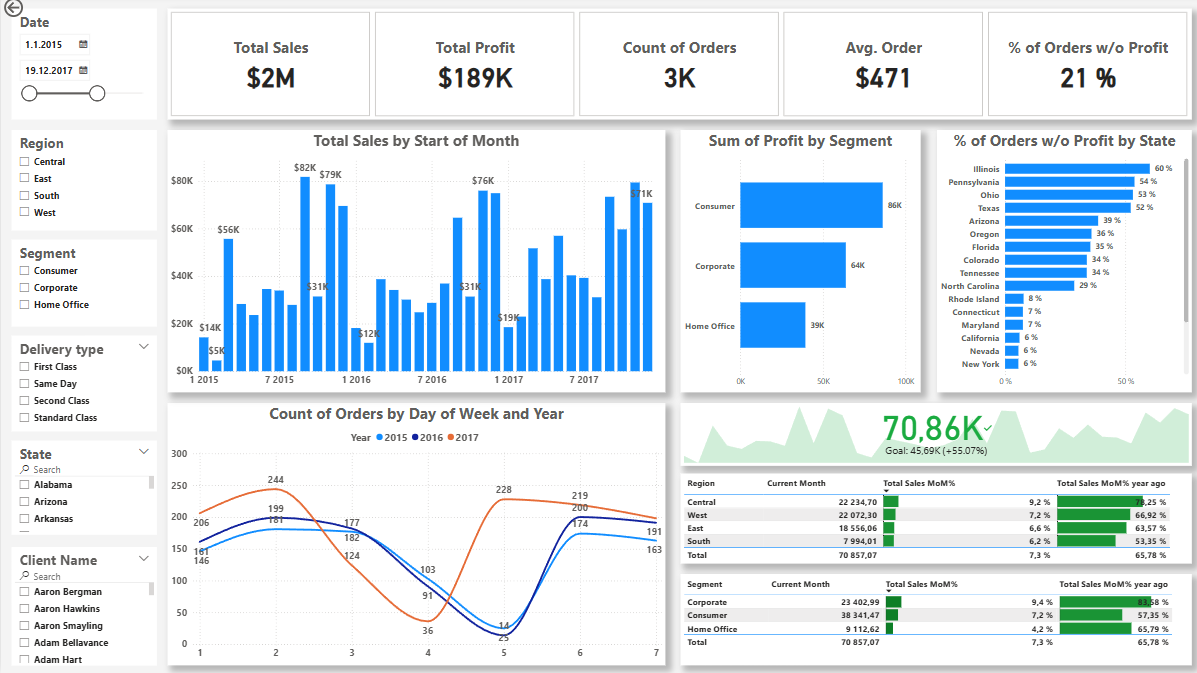 Date
1.1.2015
19.12.2017
Region
Central
East
South
West
Segment
Consumer
Corporate
Home Office
Delivery type
First Class
Same Day
Second Class
Standard Class
State
Search
Alabama
Arizona
Arkansas
Client Name
Search
Aaron Bergman
Aaron Hawkins
Aaron Smayling
Adam Bellavance
Adam Hart
Total Sales
$2M
Total Profit
$189K
Count of Orders
3K
Avg. Order
$471
% of Orders w/o Profit
21 %
Total Sales by Start of Month
$80K
$60K
$40K
$20K
$0K
$14K
$5K
$56K
$82K
$31K
$79K
$12K
$31K
$76K
$19K
$71K
1 2015
7 2015
1 2016
7 2016
1 2017
7 2017
Sum of Profit by Segment
Consumer 86K
Corporate 64K
Home Office 39K
0K 50K 100K
% of Orders w/o Profit by State
Illinois 60 %
Pennsylvania 54 %
Ohio 53 %
Texas 52 %
Arizona 39 %
Oregon 36 %
Florida 35 %
Colorado 34 %
Tennessee 34 %
North Carolina 29 %
Rhode Island 8 %
Connecticut 7 %
Maryland 7 %
California 6 %
Nevada 6 %
New York 6 %
0 % 50 %
Count of Orders by Day of Week and Year
Year 2015 2016 2017
300
250
200
150
100
50
0
206
161
146
244
199
181
177
182
124
103
91
36
228
14
25
219
200
174
191
163
1 2 3 4 5 6 7
70,86K
Goal: 45,69K (+55.07%)
Region Current Month Total Sales MoM% Total Sales MoM% year ago
Central 22 234,70 9,2 % 78,25 %
West 22 072,30 7,2 % 66,92 %
East 18 556,06 6,6 % 63,57 %
South 7 994,01 6,2 % 53,35 %
Total 70 857,07 7,3 % 65,78 %
Segment Current Month Total Sales MoM% Total Sales MoM% year ago
Corporate 23 402,99 9,4 % 83,58 %
Consumer 38 341,47 7,2 % 57,35 %
Home Office 9 112,62 4,2 % 65,79 %
Total 70 857,07 7,3 % 65,78 %